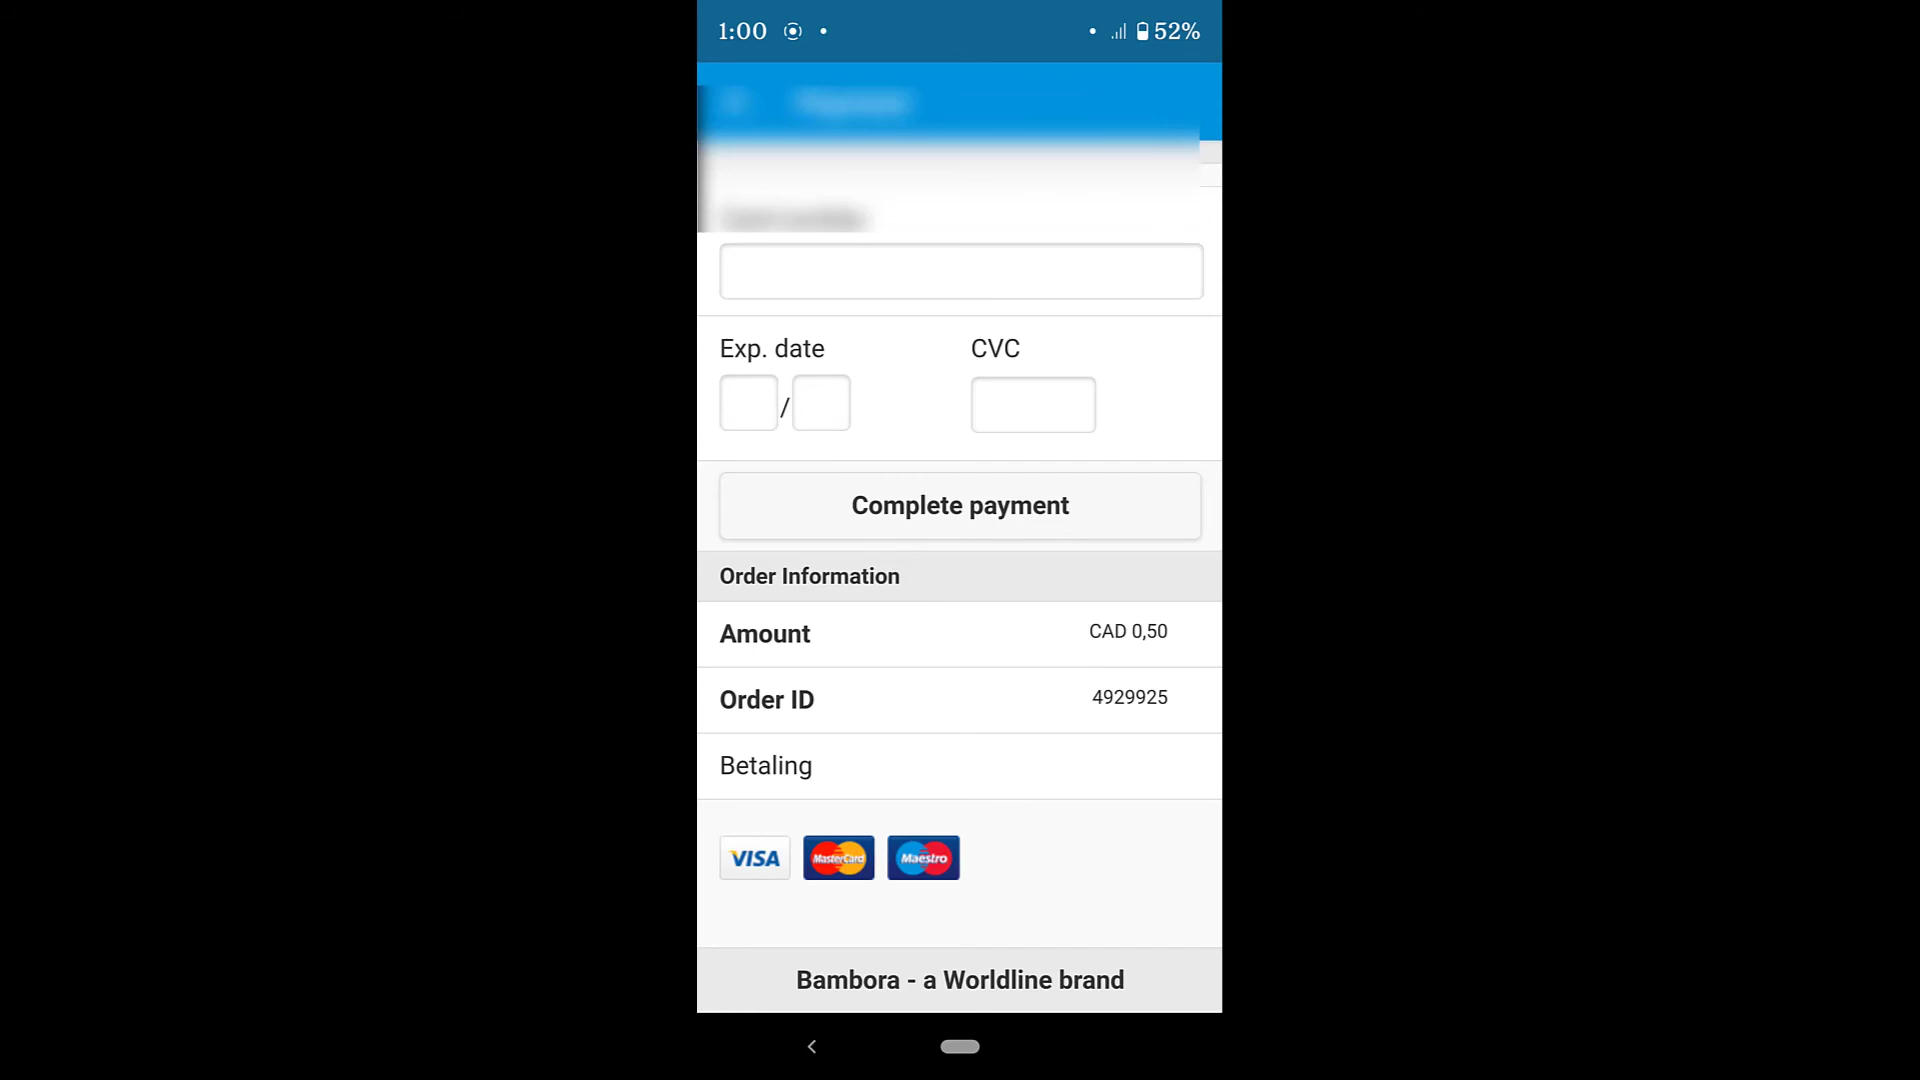 1:00 52%
Exp. date CVC
/
Complete payment
Order Information
Amount CAD 0,50
Order ID 4929925
Betaling
VISA MasterCard Maestro
Bambora - a Worldline brand